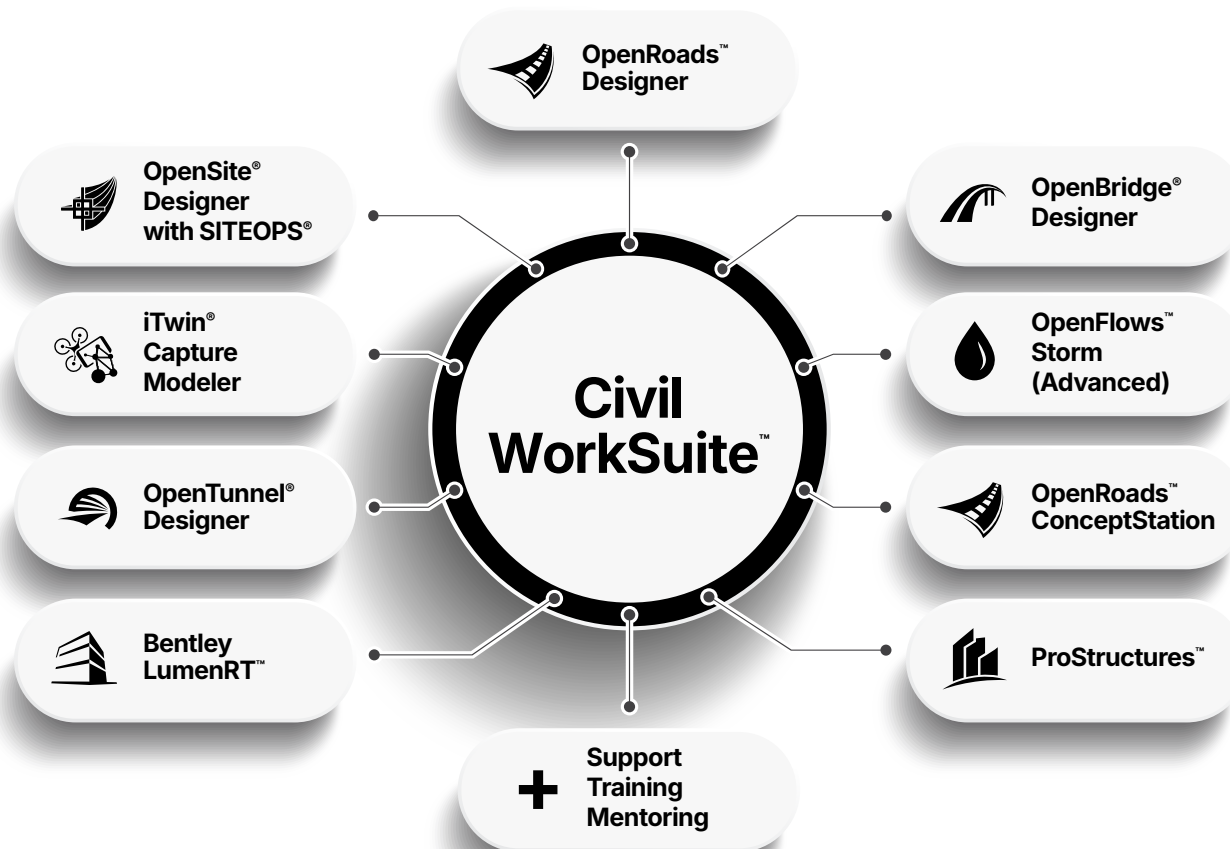 OpenRoads™
Designer
OpenSite®
Designer
with SITEOPS®
OpenBridge®
Designer
iTwin®
Capture
Modeler
OpenFlows™
Storm
(Advanced)
Civil
WorkSuite™
OpenTunnel®
Designer
OpenRoads™
ConceptStation
Bentley
LumenRT™
ProStructures™
Support
Training
Mentoring